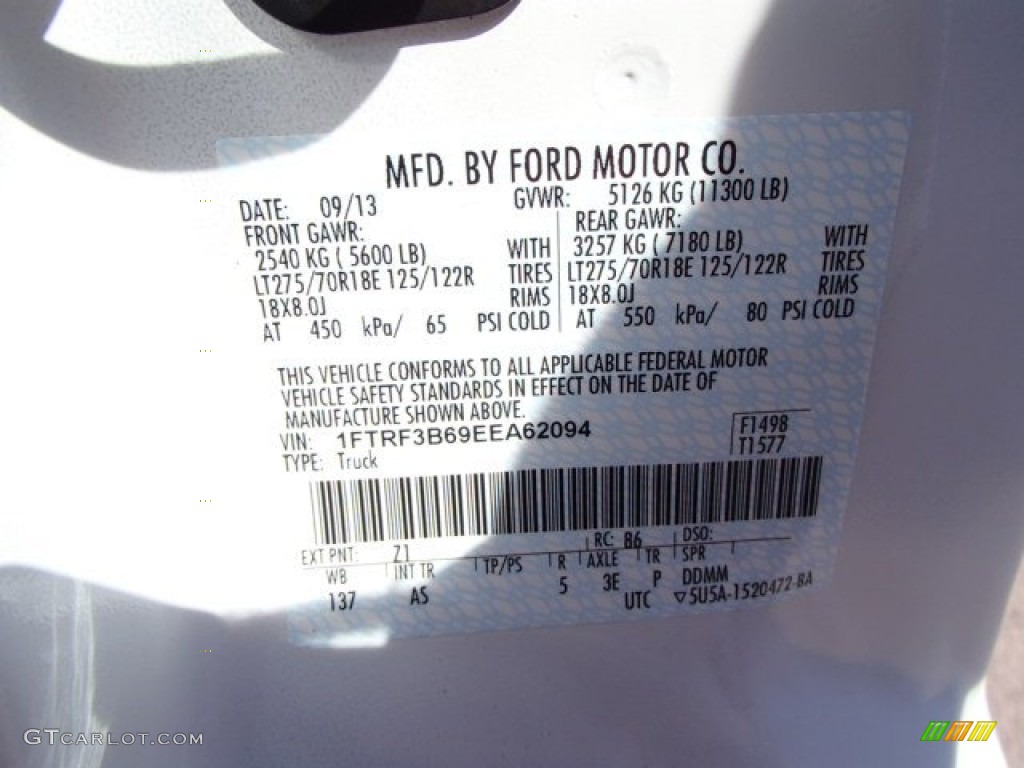 MFD. BY FORD MOTOR CO.
DATE: 09/13 GVWR: 5126 KG (11300 LB)
FRONT GAWR: REAR GAWR:
2540 KG ( 5600 LB) WITH 3257 KG ( 7180 LB) WITH
LT275/70R18E 125/122R TIRES LT275/70R18E 125/122R TIRES
18X8.0J RIMS 18X8.0J RIMS
AT 450 kPa/ 65 PSI COLD AT 550 kPa/ 80 PSI COLD
THIS VEHICLE CONFORMS TO ALL APPLICABLE FEDERAL MOTOR
VEHICLE SAFETY STANDARDS IN EFFECT ON THE DATE OF
MANUFACTURE SHOWN ABOVE.
VIN: 1FTRF3B69EEA62094 F1498
TYPE: Truck T1577
EXT PNT: Z1 RC: B6 DSO:
WB INT TR TP/PS R AXLE TR SPR
137 AS 5 3E P DDMM
UTC ▽5U5A-1520472-BA
GTCARLOT.COM